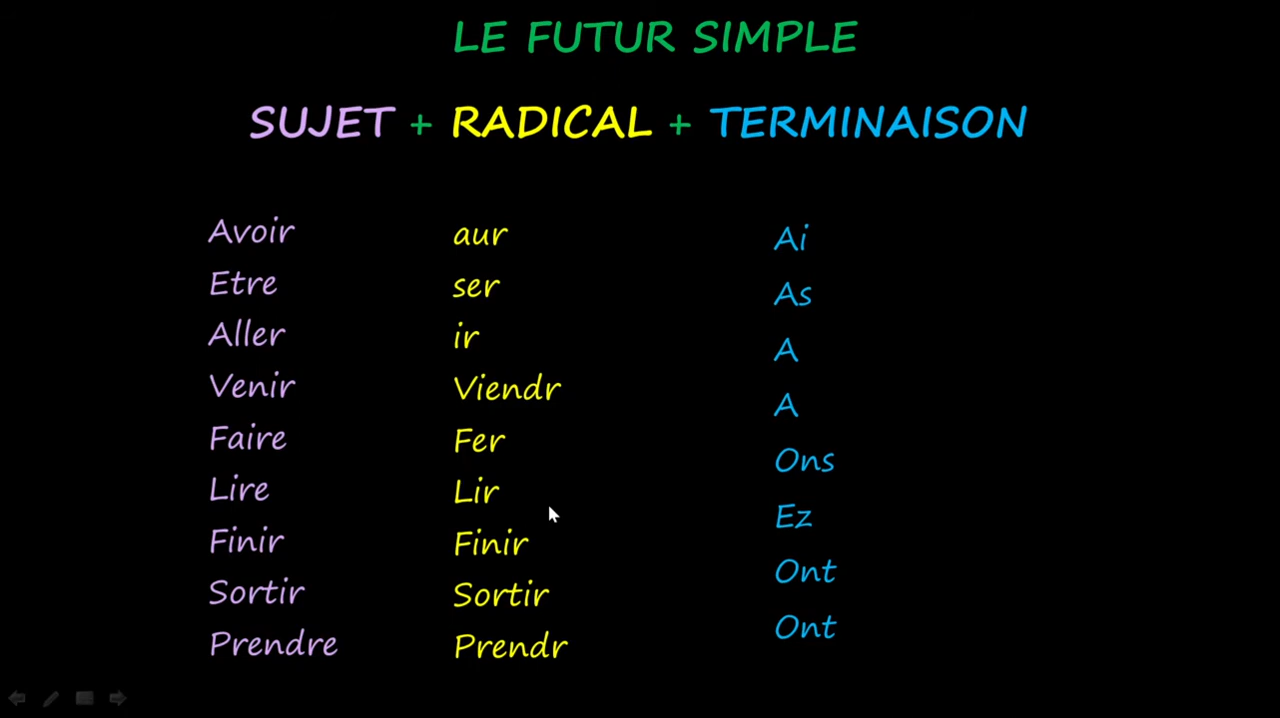 LE FUTUR SIMPLE
SUJET + RADICAL + TERMINAISON
Avoir aur Ai
Etre ser As
Aller ir A
Venir Viendr A
Faire Fer Ons
Lire Lir Ez
Finir Finir Ont
Sortir Sortir Ont
Prendre Prendr